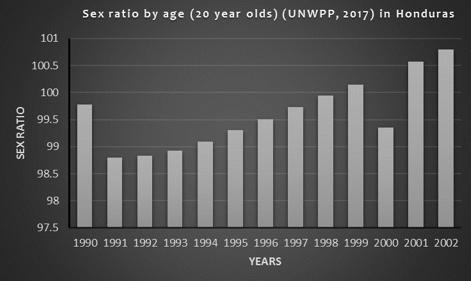 Sex ratio by age (20 year olds) (UNWPP, 2017) in Honduras
101
100.5
100
99.5
99
98.5
98
97.5
SEX RATIO
1990 1991 1992 1993 1994 1995 1996 1997 1998 1999 2000 2001 2002
YEARS